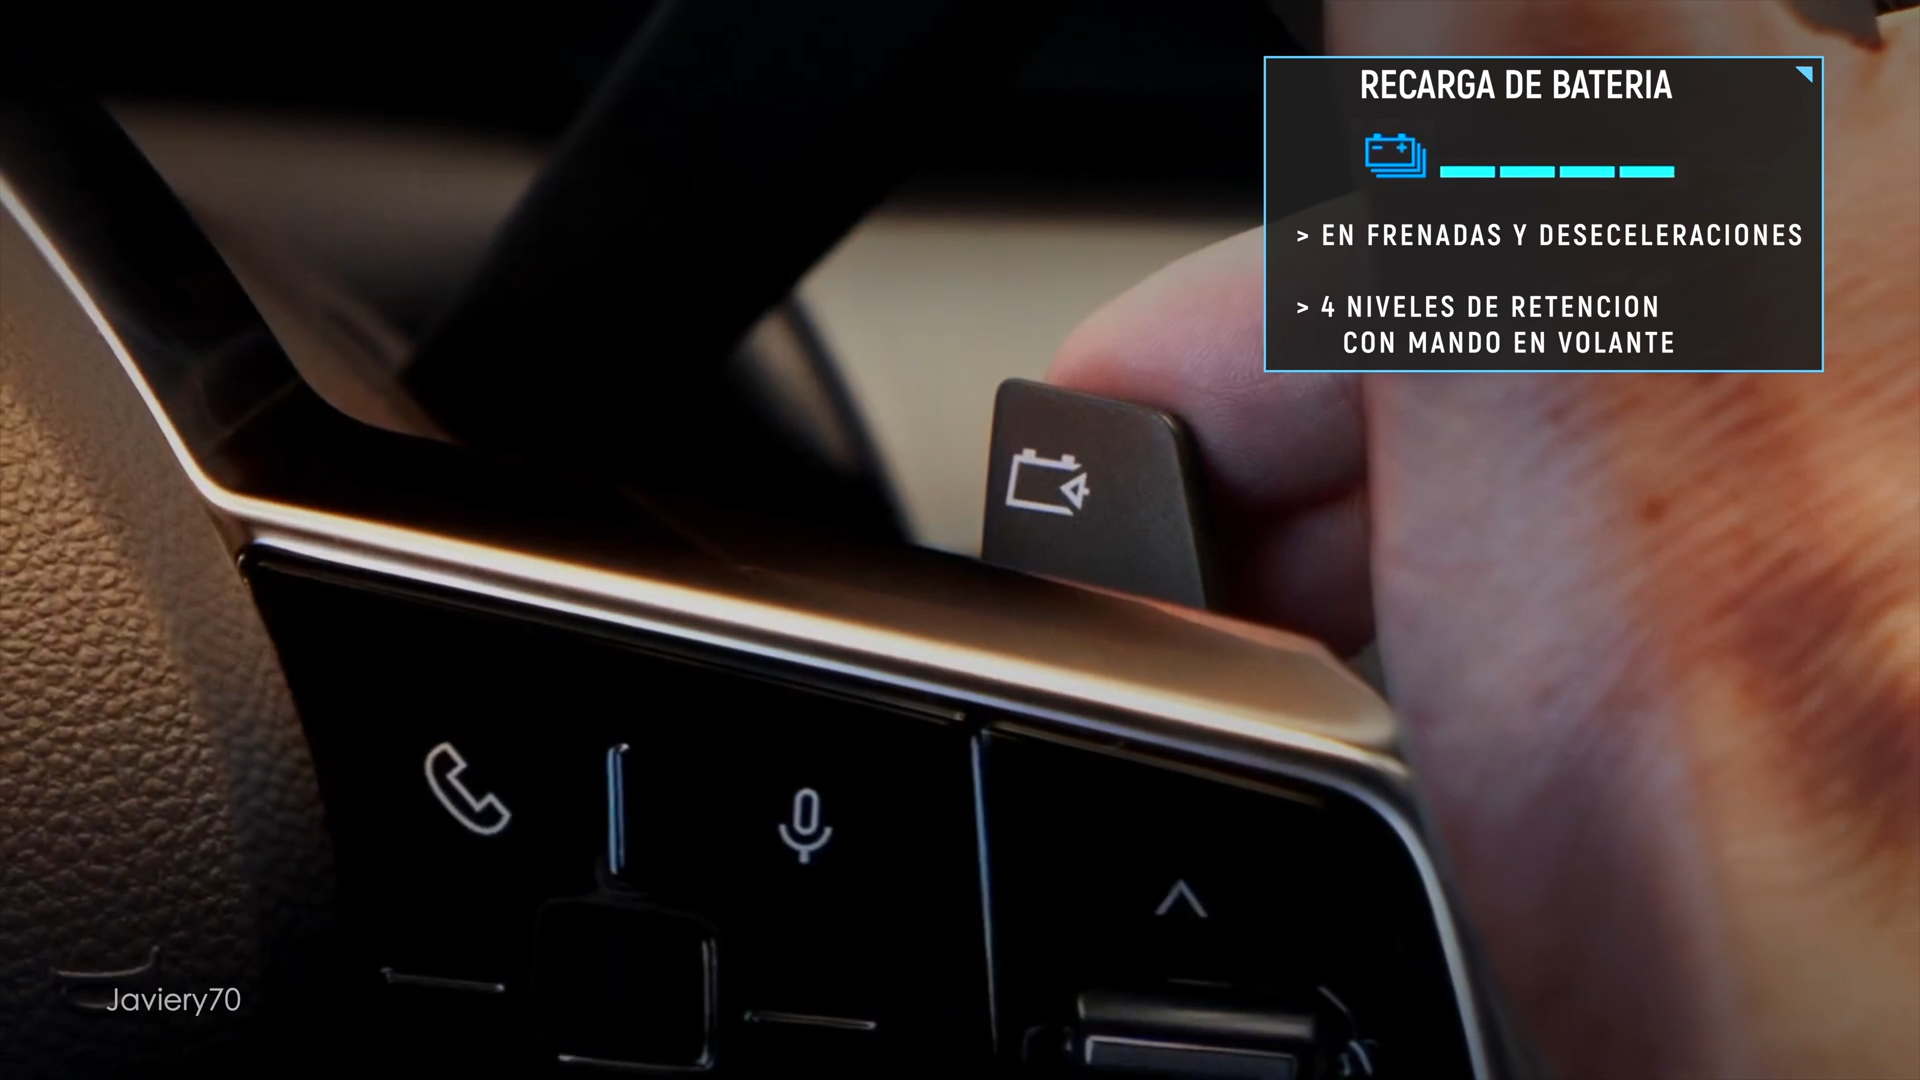 RECARGA DE BATERIA
> EN FRENADAS Y DESECELERACIONES
> 4 NIVELES DE RETENCION
CON MANDO EN VOLANTE
Javiery70